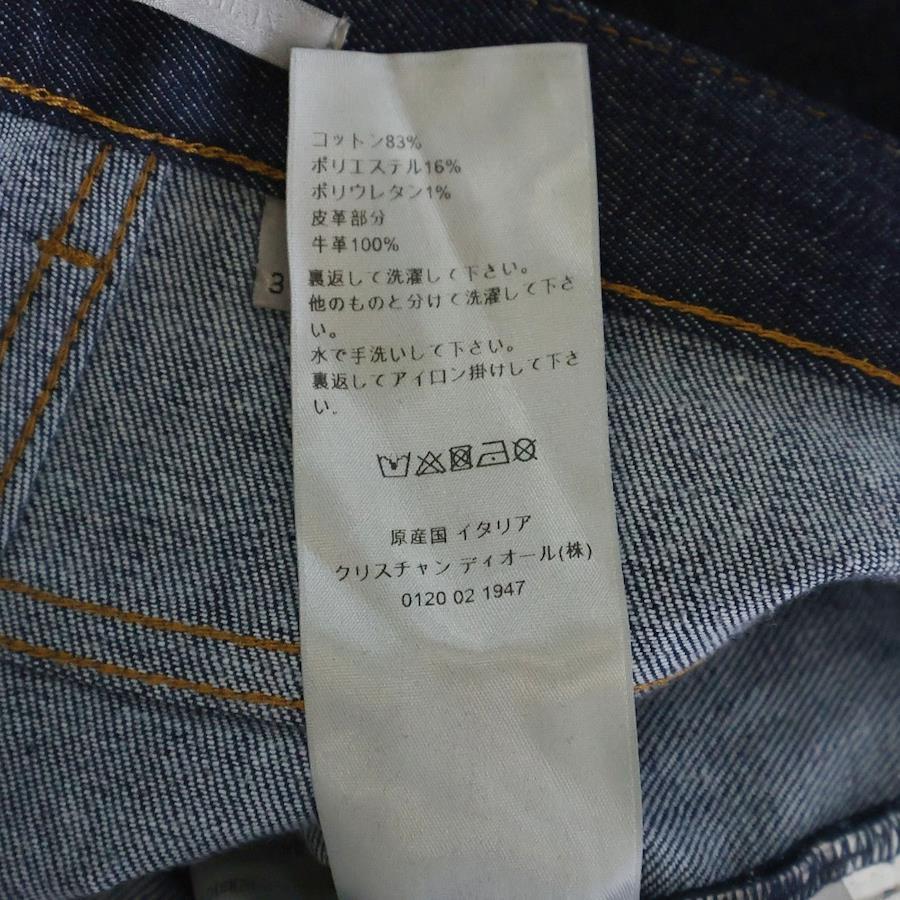 コットン83%
ポリエステル16%
ポリウレタン1%
皮革部分
牛革100%
裏返して洗濯して下さい。
他のものと分けて洗濯して下さ
い。
水で手洗いして下さい。
裏返してアイロン掛けして下さ
い.
原産国 イタリア
クリスチャン ディオール(株)
0120 02 1947
3